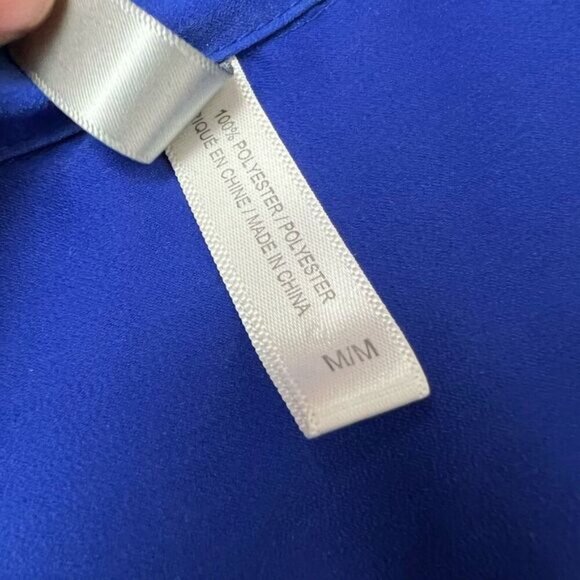 100% POLYESTER / POLYESTER
EN CHINE / MADE IN CHINA
M/M